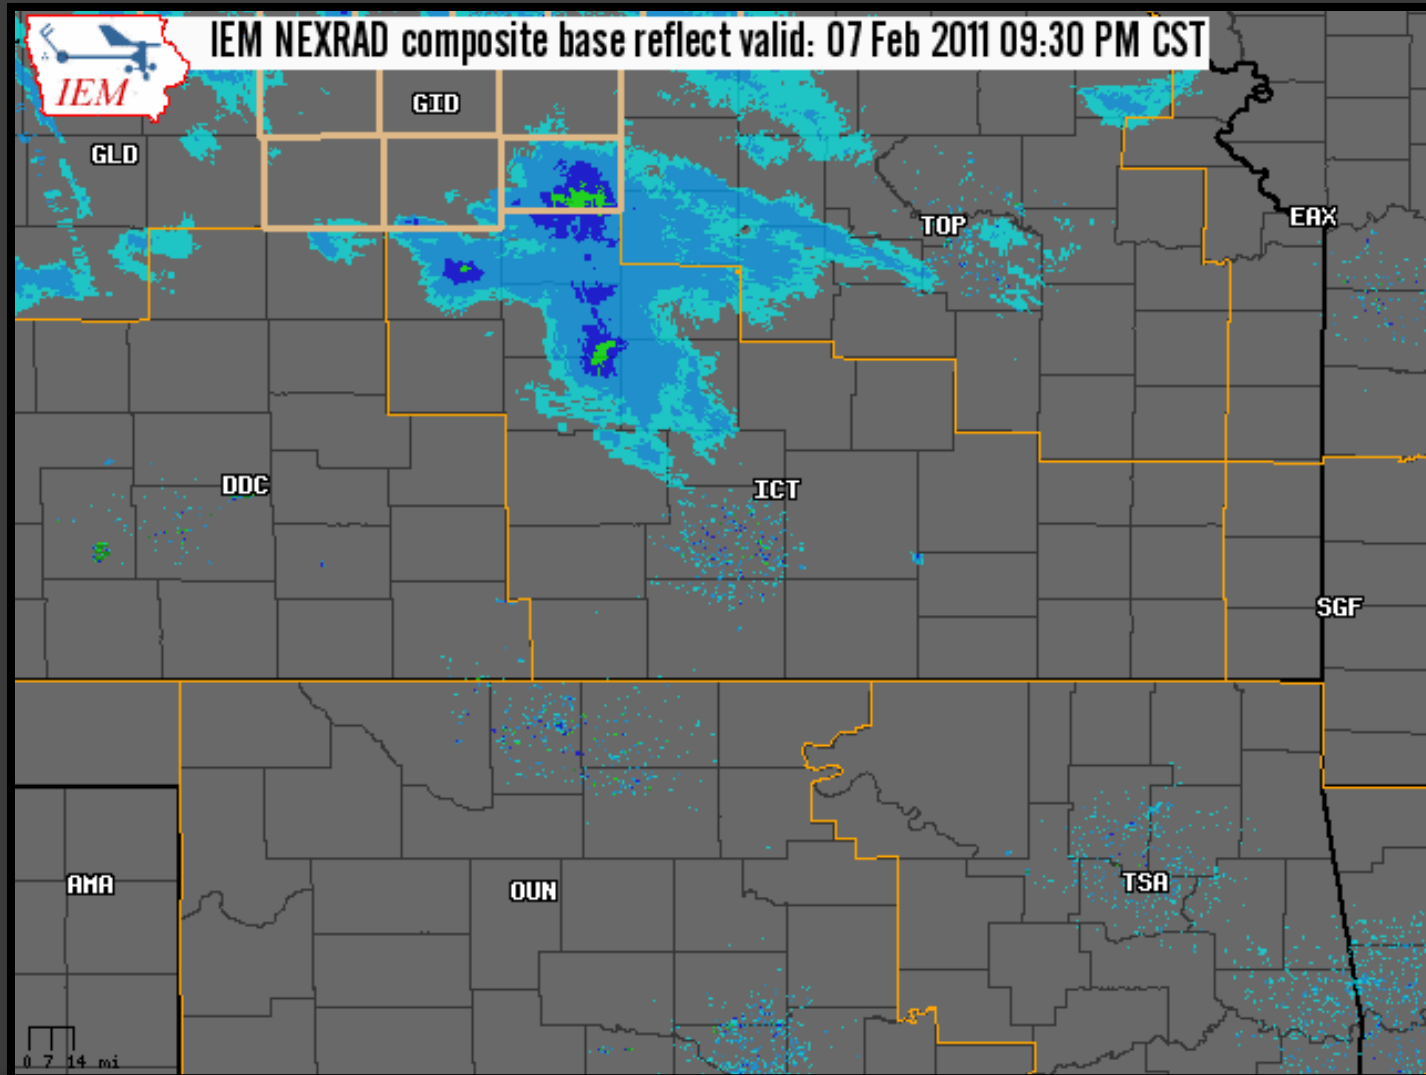 IEM NEXRAD composite base reflect valid: 07 Feb 2011 09:30 PM CST
IEM
GID
GLD
EAX
TOP
DDC
ICT
SGF
AMA
OUN
TSA
0 7 14 mi